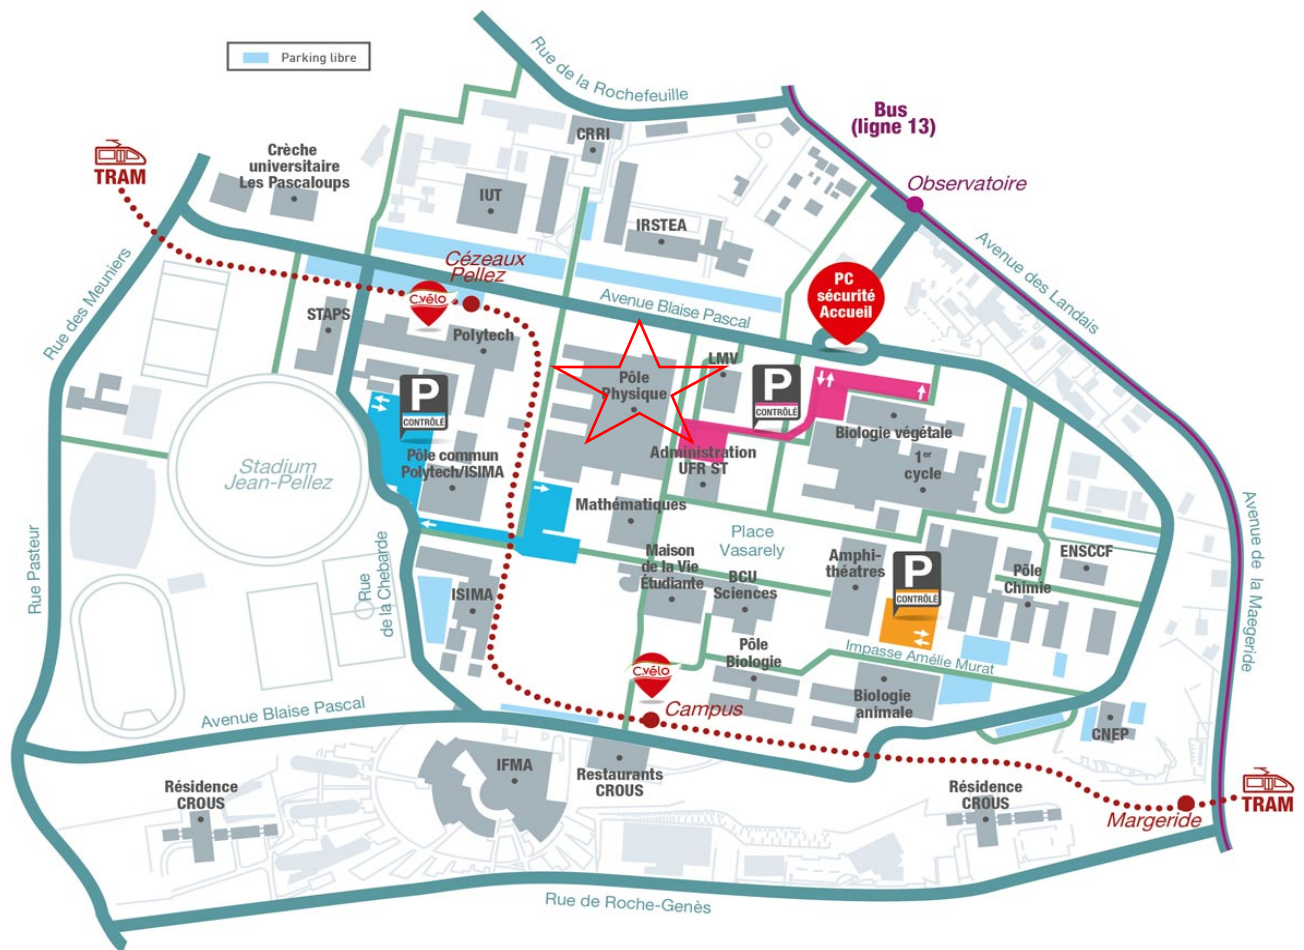 Parking libre
Rue de la Rochefeuille
Bus
(ligne 13)
CRRI
TRAM
Crèche
universitaire
Les Pascaloups
IUT
Observatoire
IRSTEA
Avenue des Landais
Cézeaux
Pellez
PC
sécurité
Accueil
Rue des Meuniers
C.vélo
Avenue Blaise Pascal
STAPS
Polytech
LMV
Pôle
Physique
P
CONTRÔLÉ
P
CONTRÔLÉ
Biologie végétale
Pôle commun
Polytech/ISIMA
Administration
UFR ST
1er
cycle
Stadium
Jean-Pellez
Mathématiques
Place
Vasarely
Avenue de la Maegeride
Rue Pasteur
Rue
de la Chebarde
Maison
de la Vie
Étudiante
BCU
Sciences
Amphi-
théatres
P
CONTRÔLÉ
Pôle
Chimie
ENSCCF
ISIMA
Pôle
Biologie
Impasse Amélie Murat
C.vélo
Campus
Biologie
animale
Avenue Blaise Pascal
CNEP
IFMA
Restaurants
CROUS
Résidence
CROUS
Résidence
CROUS
Margeride
TRAM
Rue de Roche-Genès